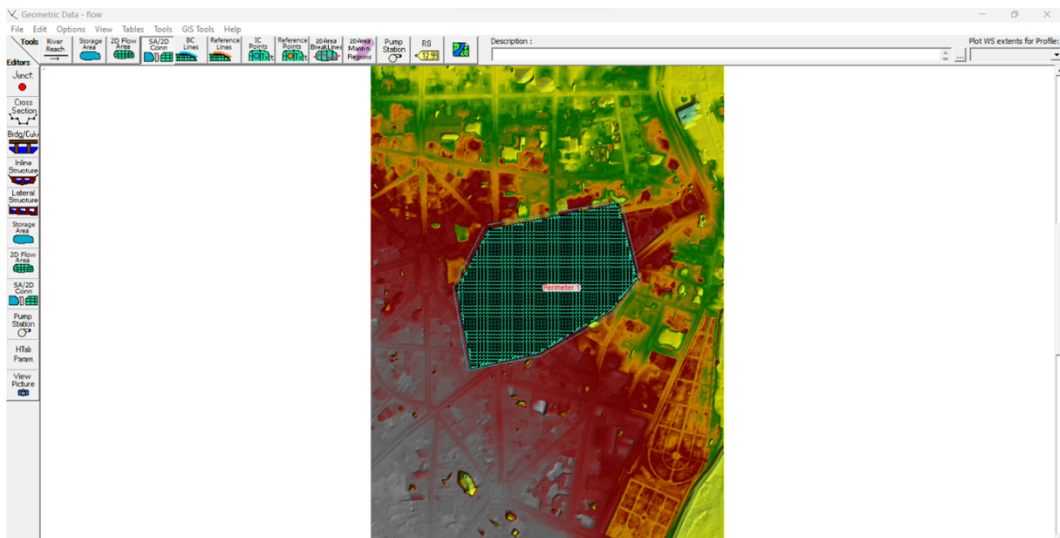 Geometric Data - flow
File Edit Options View Tables Tools GIS Tools Help
Tools
River
Reach
Storage
Area
2D Flow
Area
SA/2D
Conn
BC
Lines
Reference
Lines
IC
Points
Reference
Points
2D Area
Break Lines
2D Area
Mann n
Regions
Pump
Station
RS
12.99
Description :
...
Plot WS extents for Profile:
Editors
Junct.
Cross
Section
Brdg/Culv
Inline
Structure
Lateral
Structure
Storage
Area
2D Flow
Area
SA/2D
Conn
Pump
Station
HTab
Param.
View
Picture
Perimeter 1